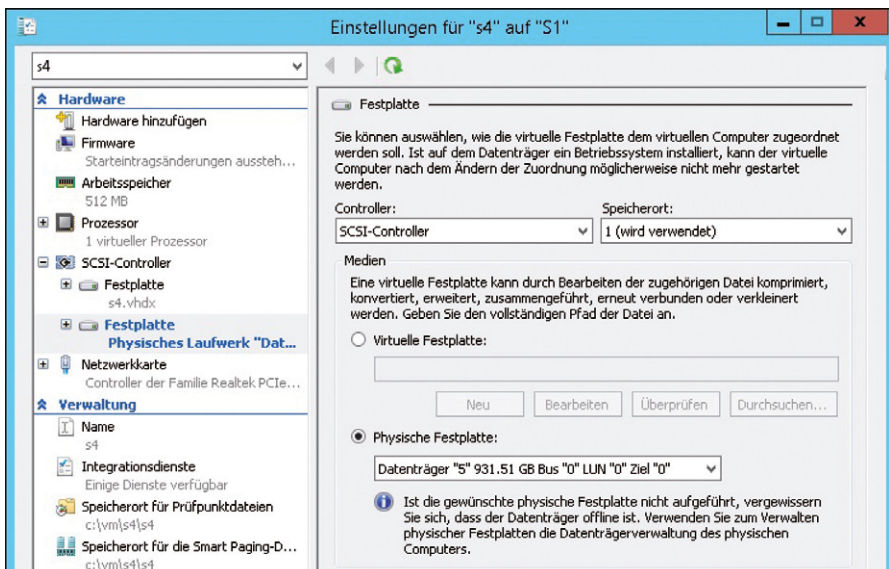 Einstellungen für "s4" auf "S1"
s4
Hardware
Hardware hinzufügen
Firmware
Starteintragsänderungen aussteh...
Arbeitsspeicher
512 MB
Prozessor
1 virtueller Prozessor
SCSI-Controller
Festplatte
s4.vhdx
Festplatte
Physisches Laufwerk "Dat...
Netzwerkkarte
Controller der Familie Realtek PCIe...
Verwaltung
Name
s4
Integrationsdienste
Einige Dienste verfügbar
Speicherort für Prüfpunktdateien
c:\vm\s4\s4
Speicherort für die Smart Paging-D...
c:\vm\s4\s4
Festplatte
Sie können auswählen, wie die virtuelle Festplatte dem virtuellen Computer zugeordnet
werden soll. Ist auf dem Datenträger ein Betriebssystem installiert, kann der virtuelle
Computer nach dem Ändern der Zuordnung möglicherweise nicht mehr gestartet
werden.
Controller:
Speicherort:
SCSI-Controller
1 (wird verwendet)
Medien
Eine virtuelle Festplatte kann durch Bearbeiten der zugehörigen Datei komprimiert,
konvertiert, erweitert, zusammengeführt, erneut verbunden oder verkleinert
werden. Geben Sie den vollständigen Pfad der Datei an.
Virtuelle Festplatte:
Neu
Bearbeiten
Überprüfen
Durchsuchen...
Physische Festplatte:
Datenträger "5" 931.51 GB Bus "0" LUN "0" Ziel "0"
Ist die gewünschte physische Festplatte nicht aufgeführt, vergewissern
Sie sich, dass der Datenträger offline ist. Verwenden Sie zum Verwalten
physischer Festplatten die Datenträgerverwaltung des physischen
Computers.